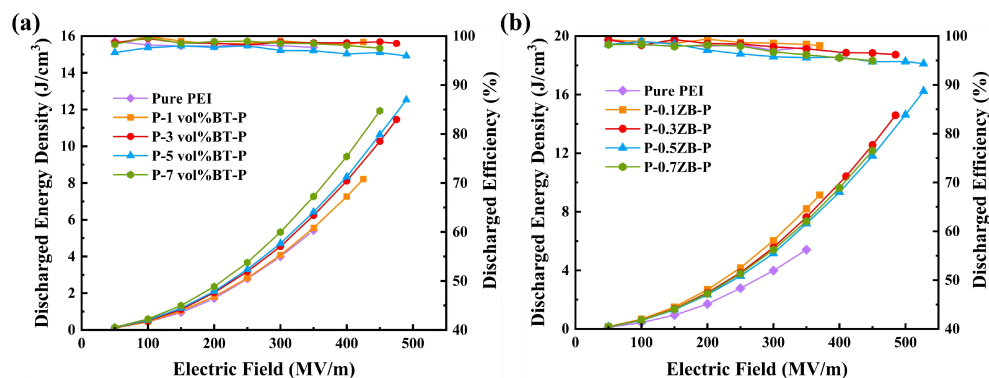 (a)
Discharged Energy Density (J/cm³)
16
14
12
10
8
6
4
2
0
Pure PEI
P-1 vol%BT-P
P-3 vol%BT-P
P-5 vol%BT-P
P-7 vol%BT-P
100
90
80
70
60
50
40
Discharged Efficiency (%)
0 100 200 300 400 500
Electric Field (MV/m)
(b)
Discharged Energy Density (J/cm³)
20
16
12
8
4
0
Pure PEI
P-0.1ZB-P
P-0.3ZB-P
P-0.5ZB-P
P-0.7ZB-P
100
90
80
70
60
50
40
Discharged Efficiency (%)
0 100 200 300 400 500
Electric Field (MV/m)